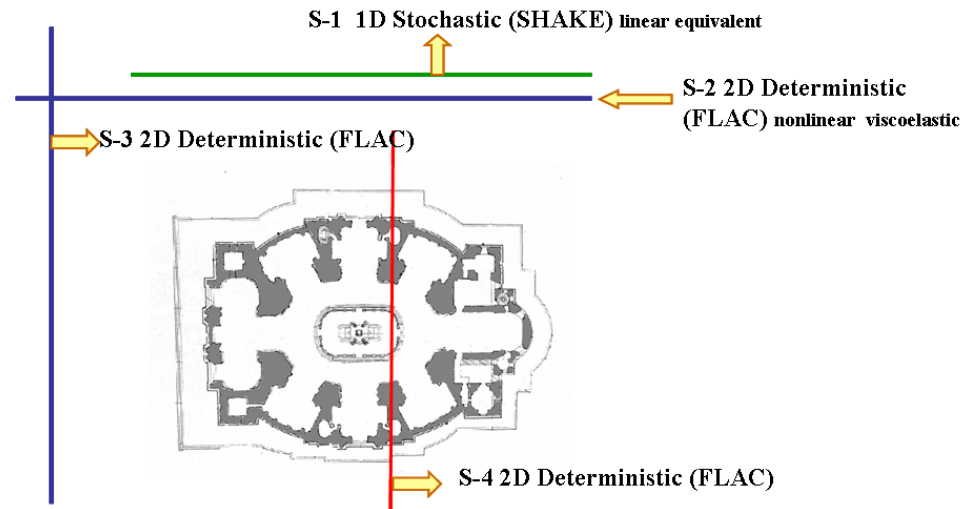 S-1 1D Stochastic (SHAKE) linear equivalent
S-2 2D Deterministic
(FLAC) nonlinear viscoelastic
S-3 2D Deterministic (FLAC)
S-4 2D Deterministic (FLAC)